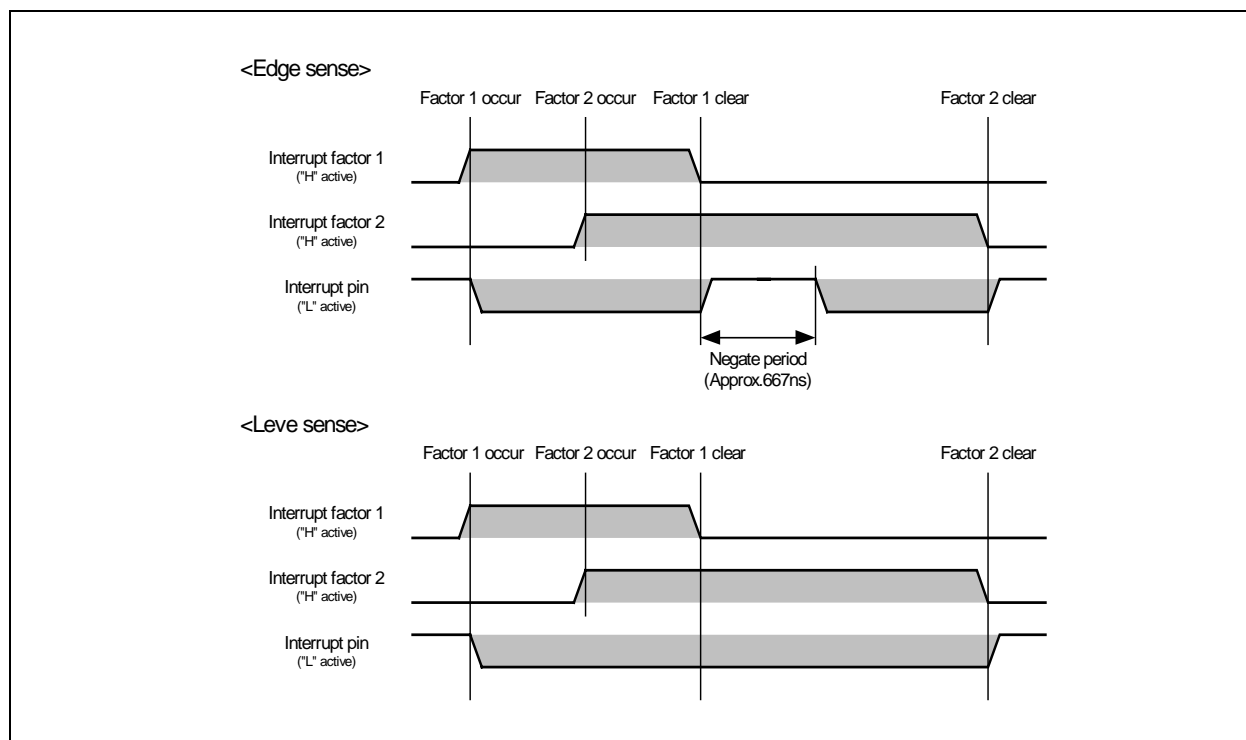 <Edge sense>
Factor 1 occur Factor 2 occur Factor 1 clear Factor 2 clear
Interrupt factor 1
("H" active)
Interrupt factor 2
("H" active)
Interrupt pin
("L" active)
Negate period
(Approx.667ns)
<Leve sense>
Factor 1 occur Factor 2 occur Factor 1 clear Factor 2 clear
Interrupt factor 1
("H" active)
Interrupt factor 2
("H" active)
Interrupt pin
("L" active)